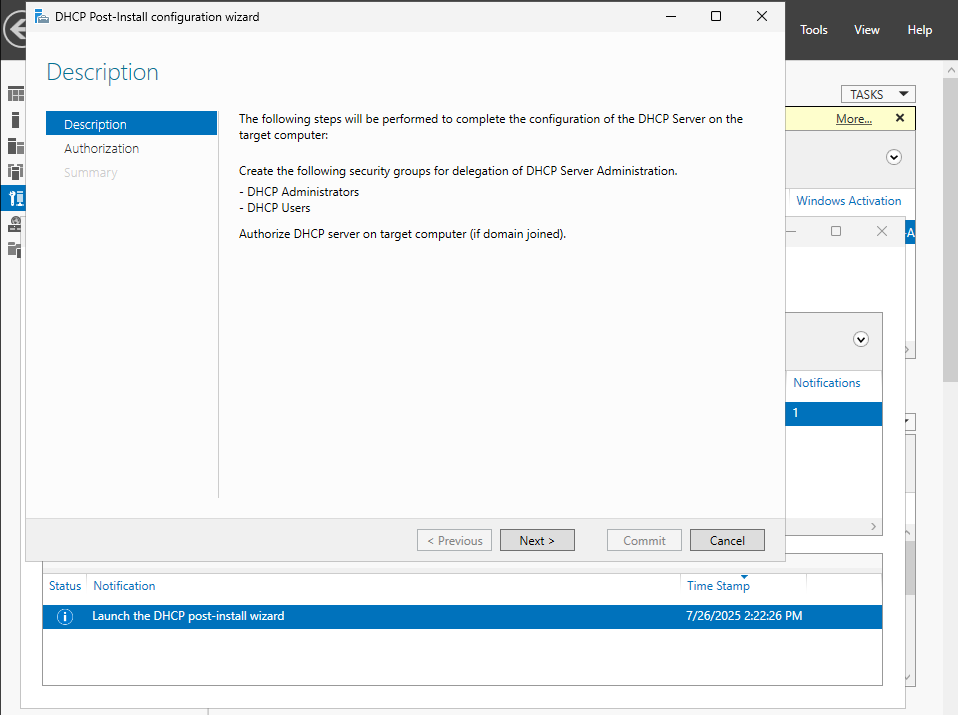 DHCP Post-Install configuration wizard
Tools View Help
Description
TASKS
More...
Description
Authorization
Summary
The following steps will be performed to complete the configuration of the DHCP Server on the
target computer:
Create the following security groups for delegation of DHCP Server Administration.
- DHCP Administrators
- DHCP Users
Authorize DHCP server on target computer (if domain joined).
Windows Activation
-A
Notifications
1
< Previous Next > Commit Cancel
Status Notification Time Stamp
Launch the DHCP post-install wizard 7/26/2025 2:22:26 PM